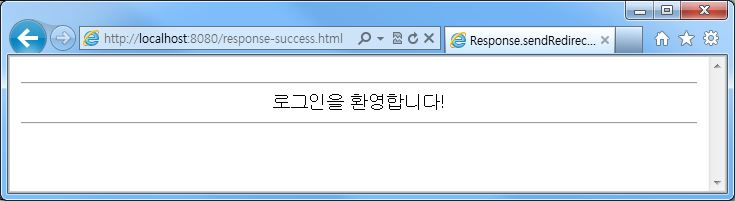 http://localhost:8080/response-success.html
Response.sendRedirec...
로그인을 환영합니다!